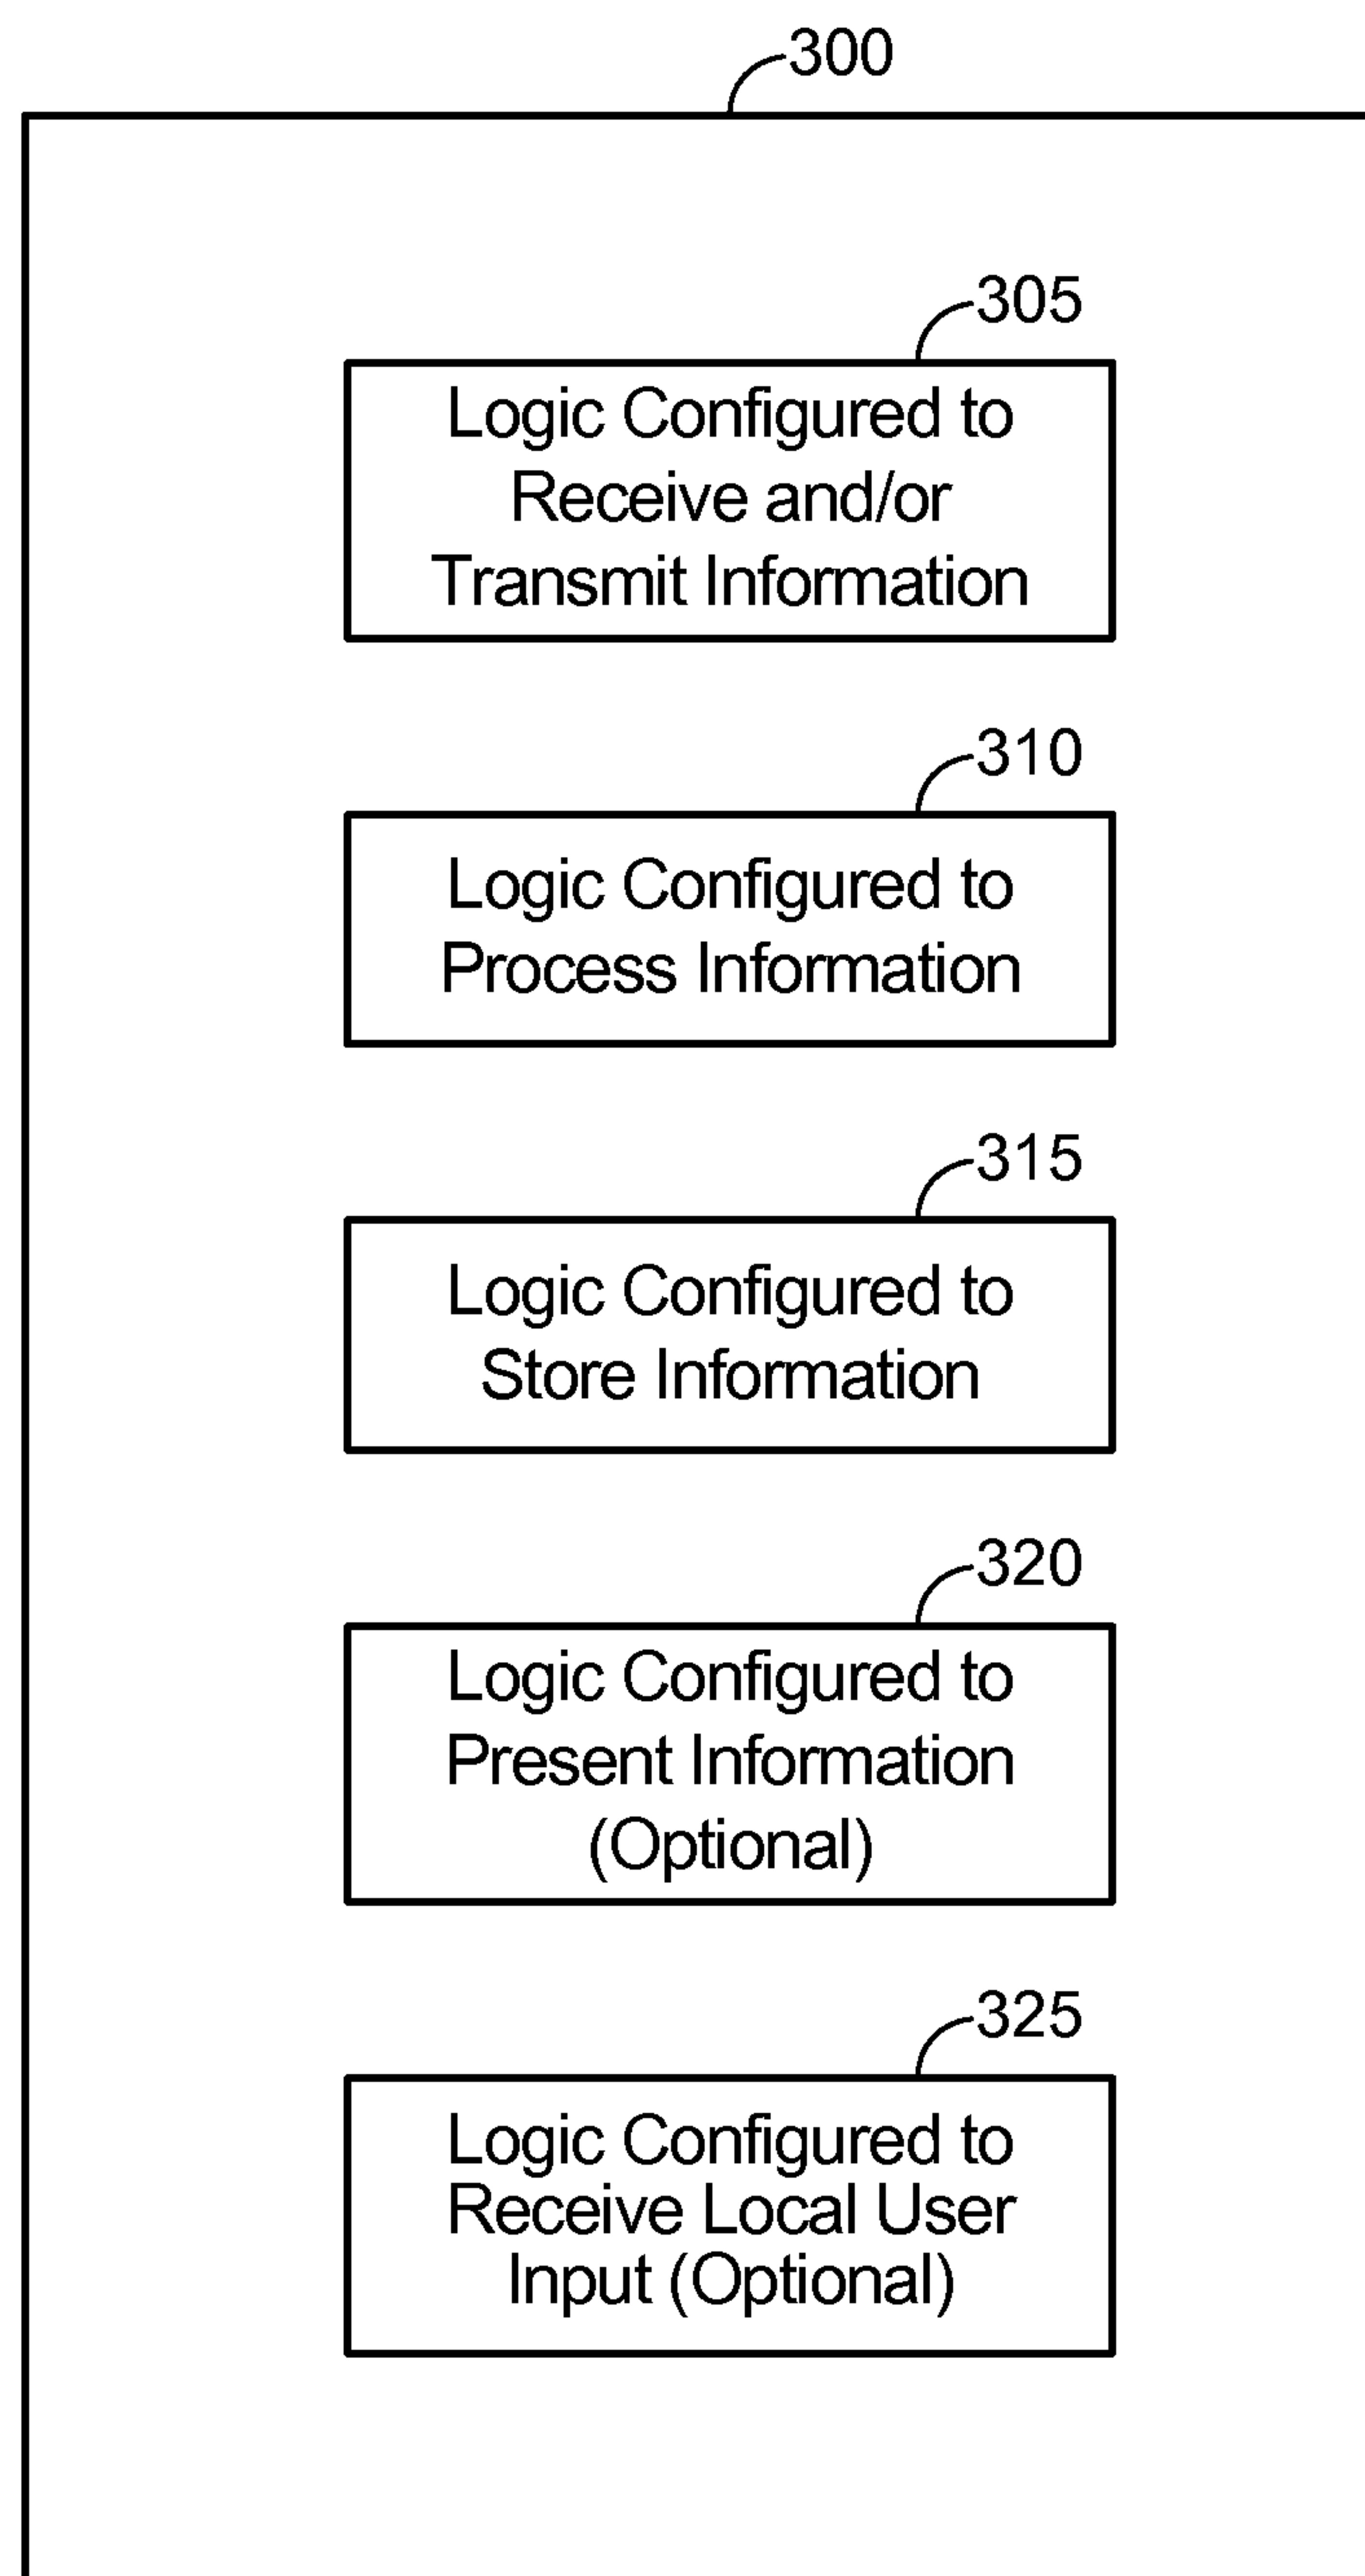 300
305
Logic Configured to
Receive and/or
Transmit Information
310
Logic Configured to
Process Information
315
Logic Configured to
Store Information
320
Logic Configured to
Present Information
(Optional)
325
Logic Configured to
Receive Local User
Input (Optional)